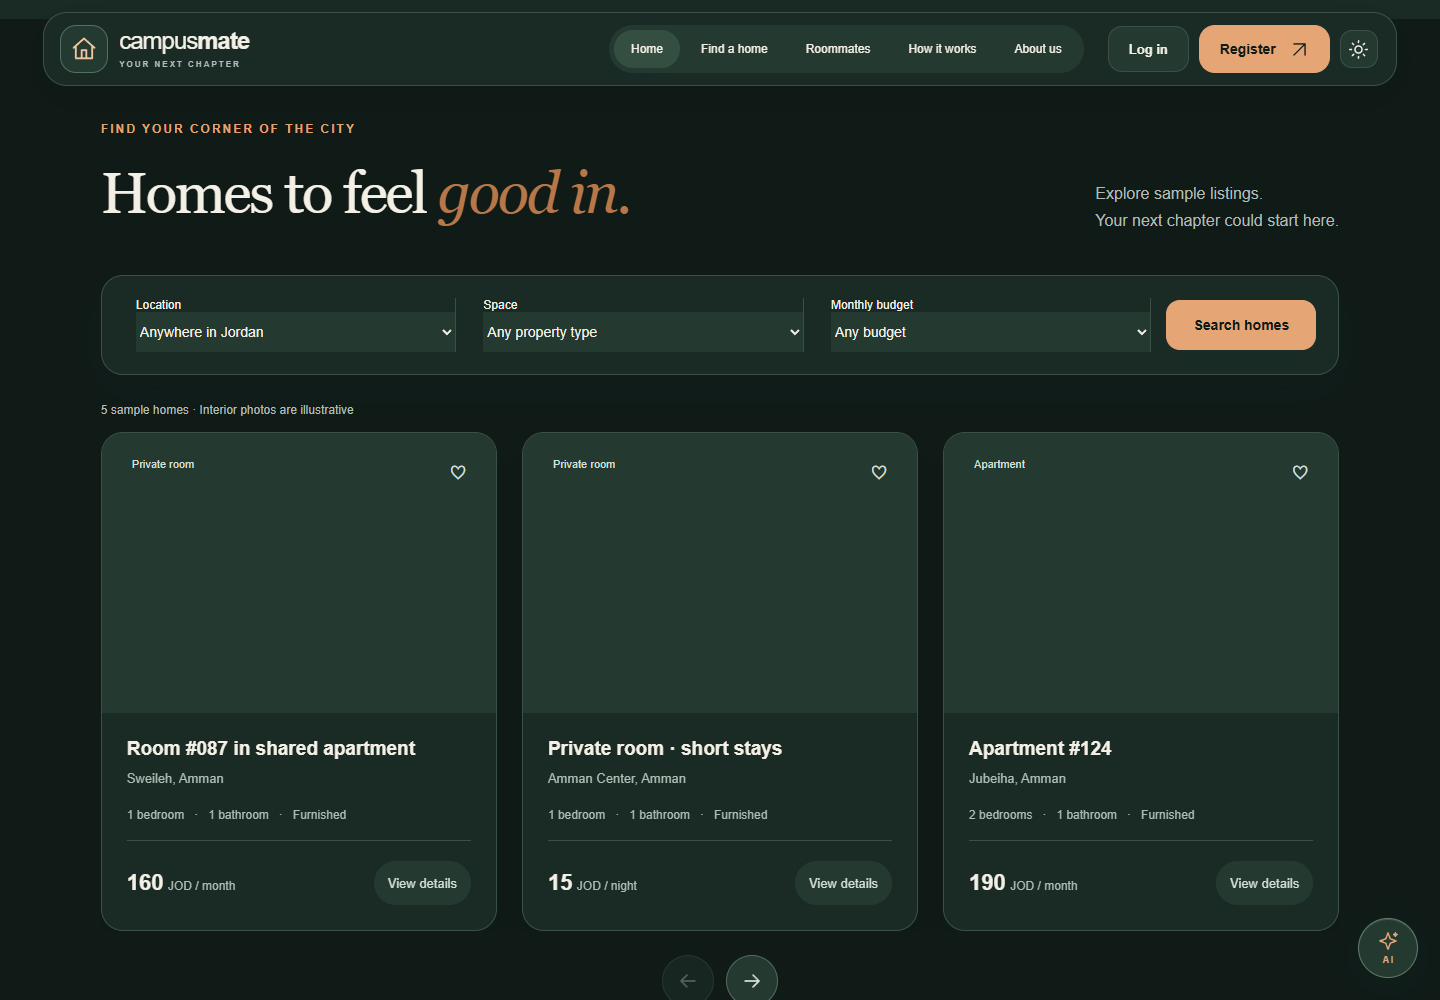 campusmate
YOUR NEXT CHAPTER
Home
Find a home
Roommates
How it works
About us
Log in
Register
FIND YOUR CORNER OF THE CITY
Homes to feel good in.
Explore sample listings.
Your next chapter could start here.
Location
Anywhere in Jordan
Space
Any property type
Monthly budget
Any budget
Search homes
5 sample homes · Interior photos are illustrative
Private room
Room #087 in shared apartment
Sweileh, Amman
1 bedroom · 1 bathroom · Furnished
160 JOD / month
View details
Private room
Private room · short stays
Amman Center, Amman
1 bedroom · 1 bathroom · Furnished
15 JOD / night
View details
Apartment
Apartment #124
Jubeiha, Amman
2 bedrooms · 1 bathroom · Furnished
190 JOD / month
View details
AI